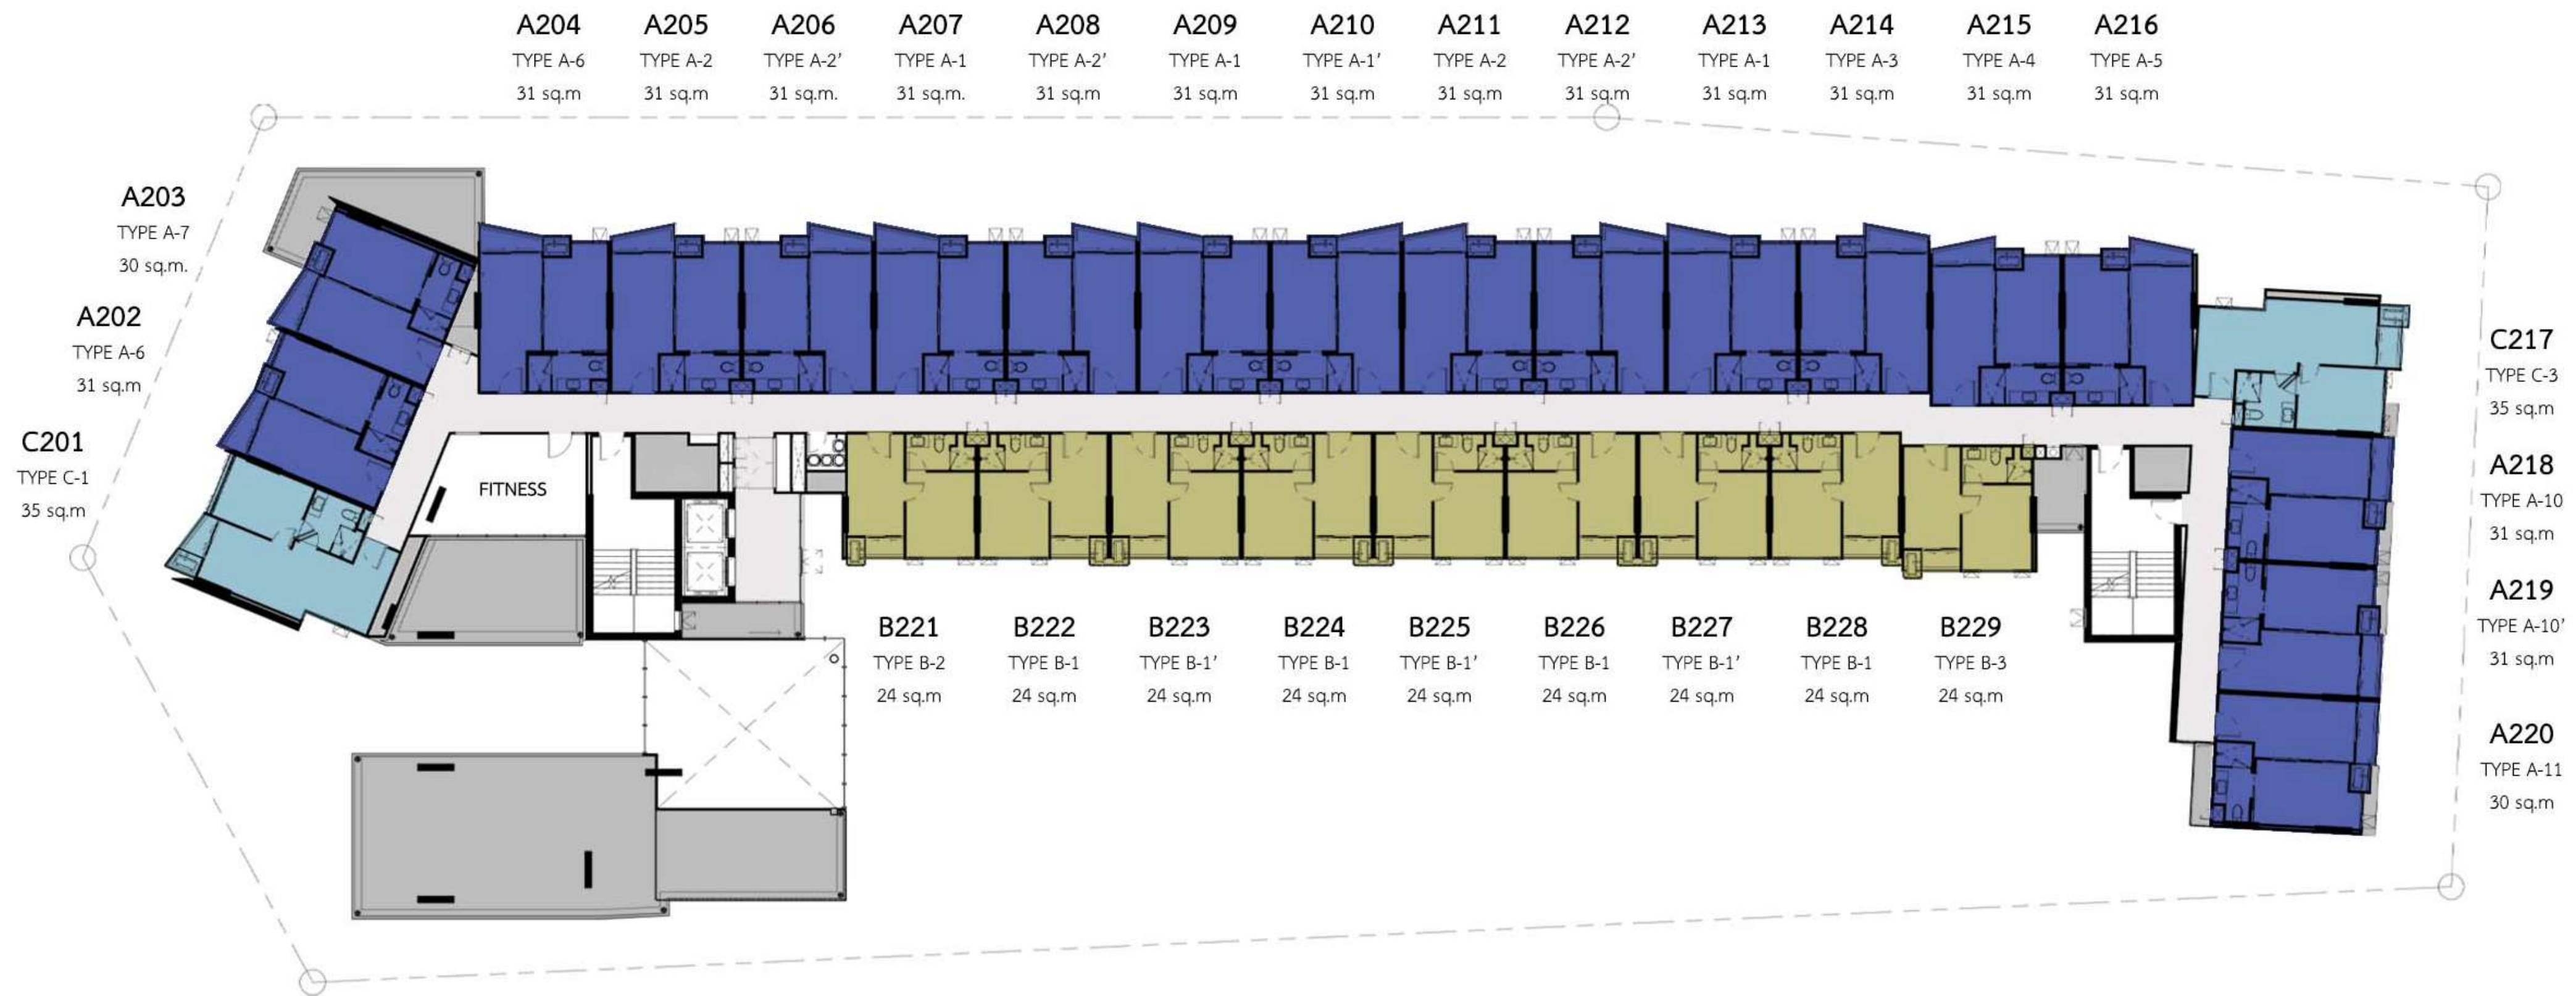 A204
TYPE A-6
31 sq.m
A205
TYPE A-2
31 sq.m
A206
TYPE A-2'
31 sq.m.
A207
TYPE A-1
31 sq.m.
A208
TYPE A-2'
31 sq.m
A209
TYPE A-1
31 sq.m
A210
TYPE A-1'
31 sq.m
A211
TYPE A-2
31 sq.m
A212
TYPE A-2'
31 sq.m
A213
TYPE A-1
31 sq.m
A214
TYPE A-3
31 sq.m
A215
TYPE A-4
31 sq.m
A216
TYPE A-5
31 sq.m
A203
TYPE A-7
30 sq.m.
A202
TYPE A-6
31 sq.m
C201
TYPE C-1
35 sq.m
FITNESS
C217
TYPE C-3
35 sq.m
A218
TYPE A-10
31 sq.m
A219
TYPE A-10'
31 sq.m
A220
TYPE A-11
30 sq.m
B221
TYPE B-2
24 sq.m
B222
TYPE B-1
24 sq.m
B223
TYPE B-1'
24 sq.m
B224
TYPE B-1
24 sq.m
B225
TYPE B-1'
24 sq.m
B226
TYPE B-1
24 sq.m
B227
TYPE B-1'
24 sq.m
B228
TYPE B-1
24 sq.m
B229
TYPE B-3
24 sq.m